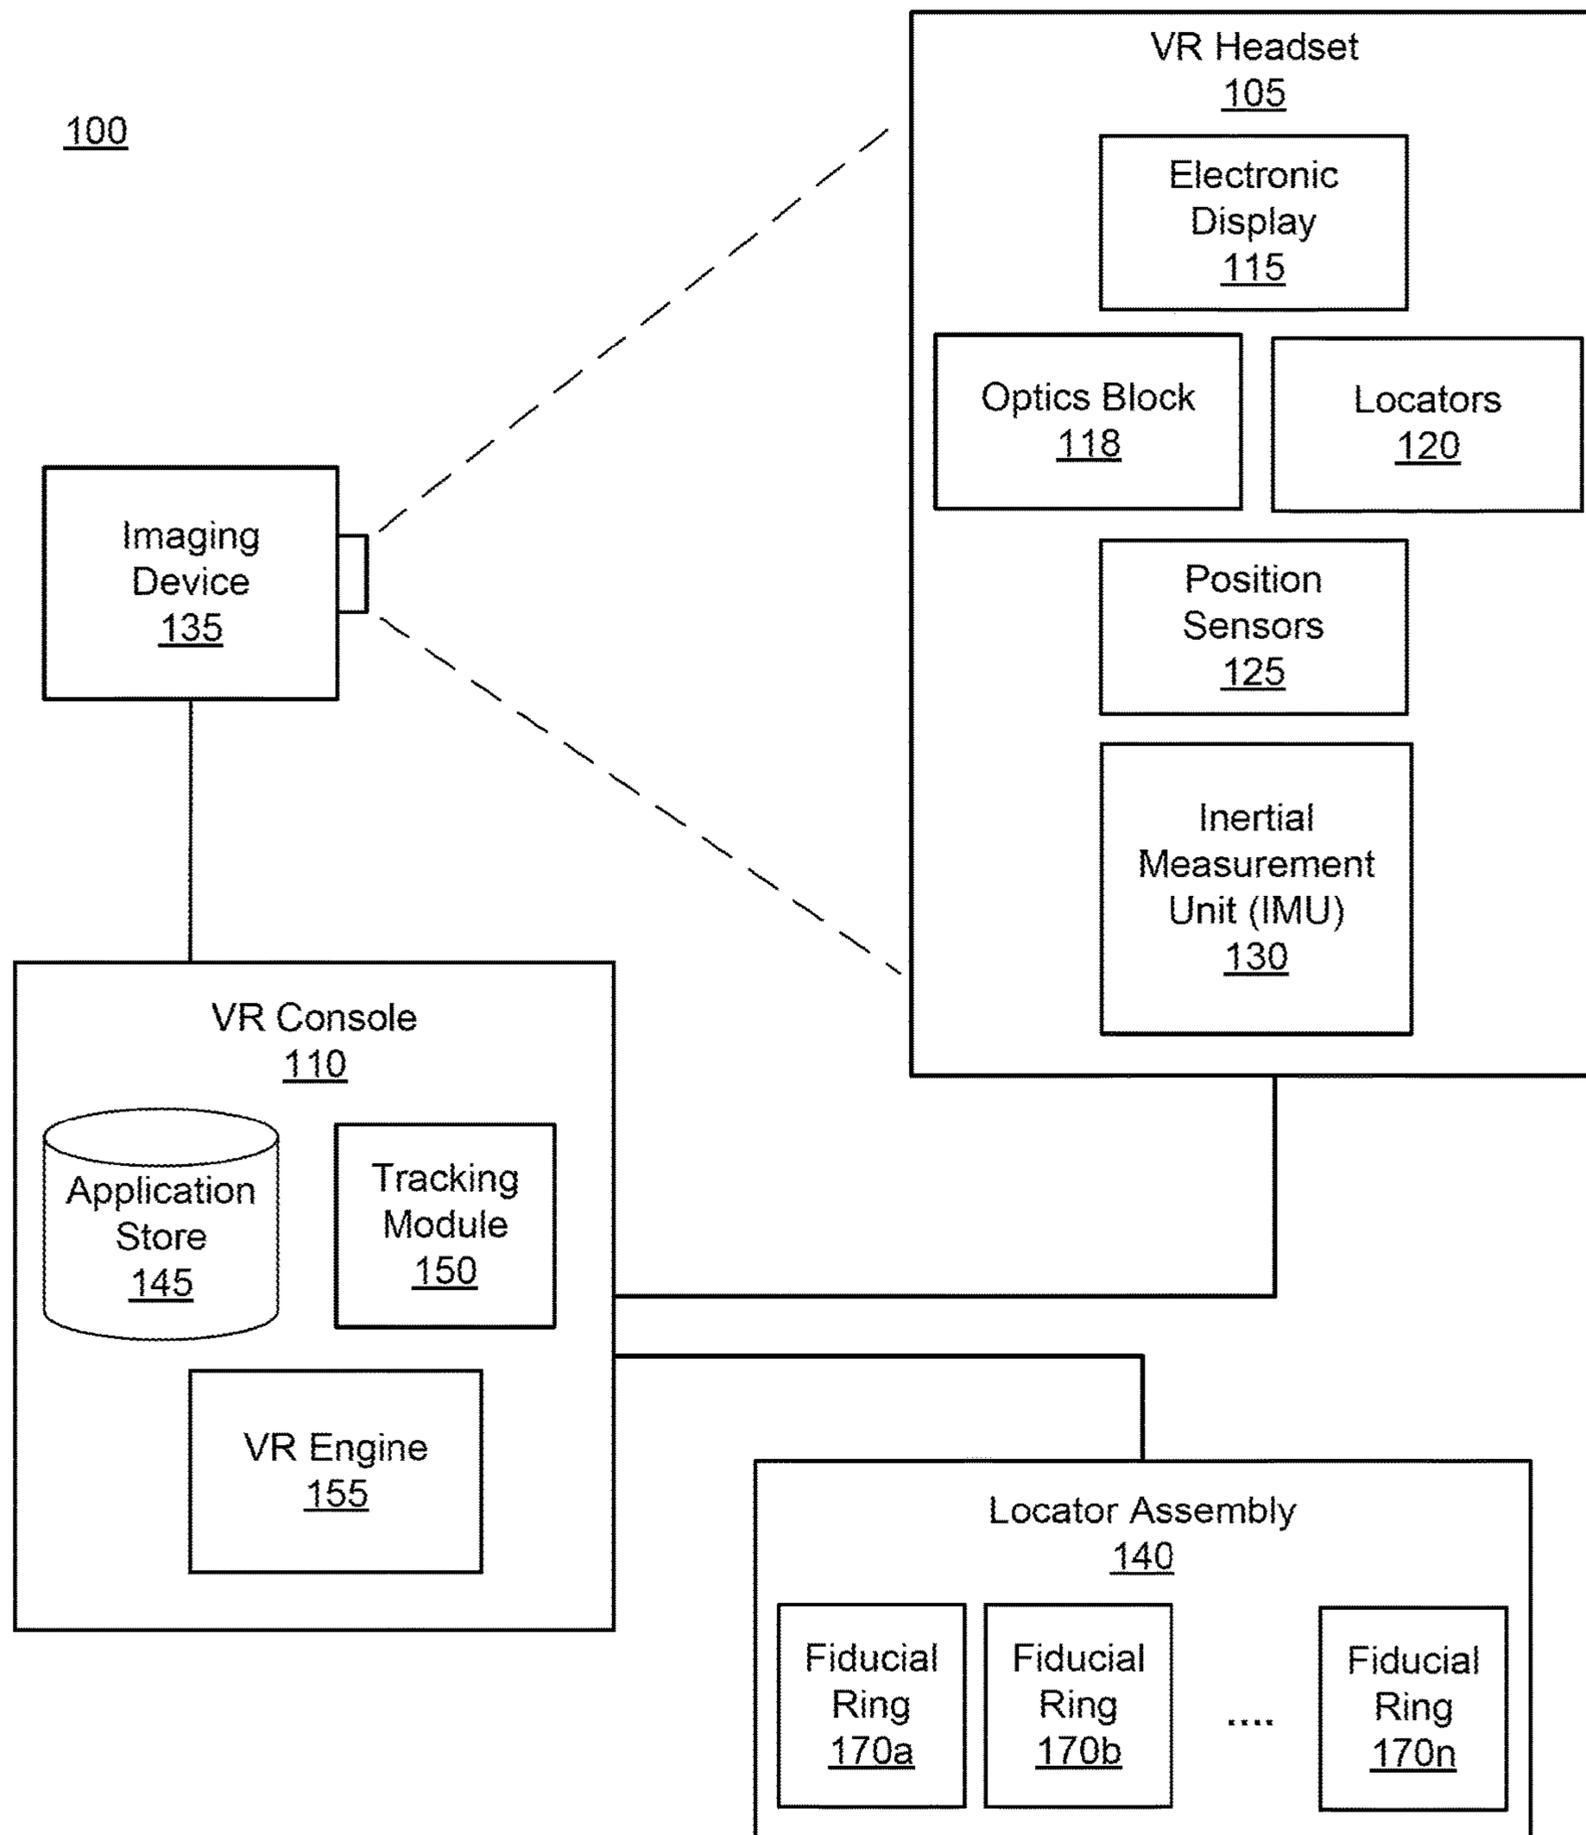 100
VR Headset
105
Electronic
Display
115
Optics Block
118
Locators
120
Position
Sensors
125
Inertial
Measurement
Unit (IMU)
130
Imaging
Device
135
VR Console
110
Application
Store
145
Tracking
Module
150
VR Engine
155
Locator Assembly
140
Fiducial
Ring
170a
Fiducial
Ring
170b
....
Fiducial
Ring
170n